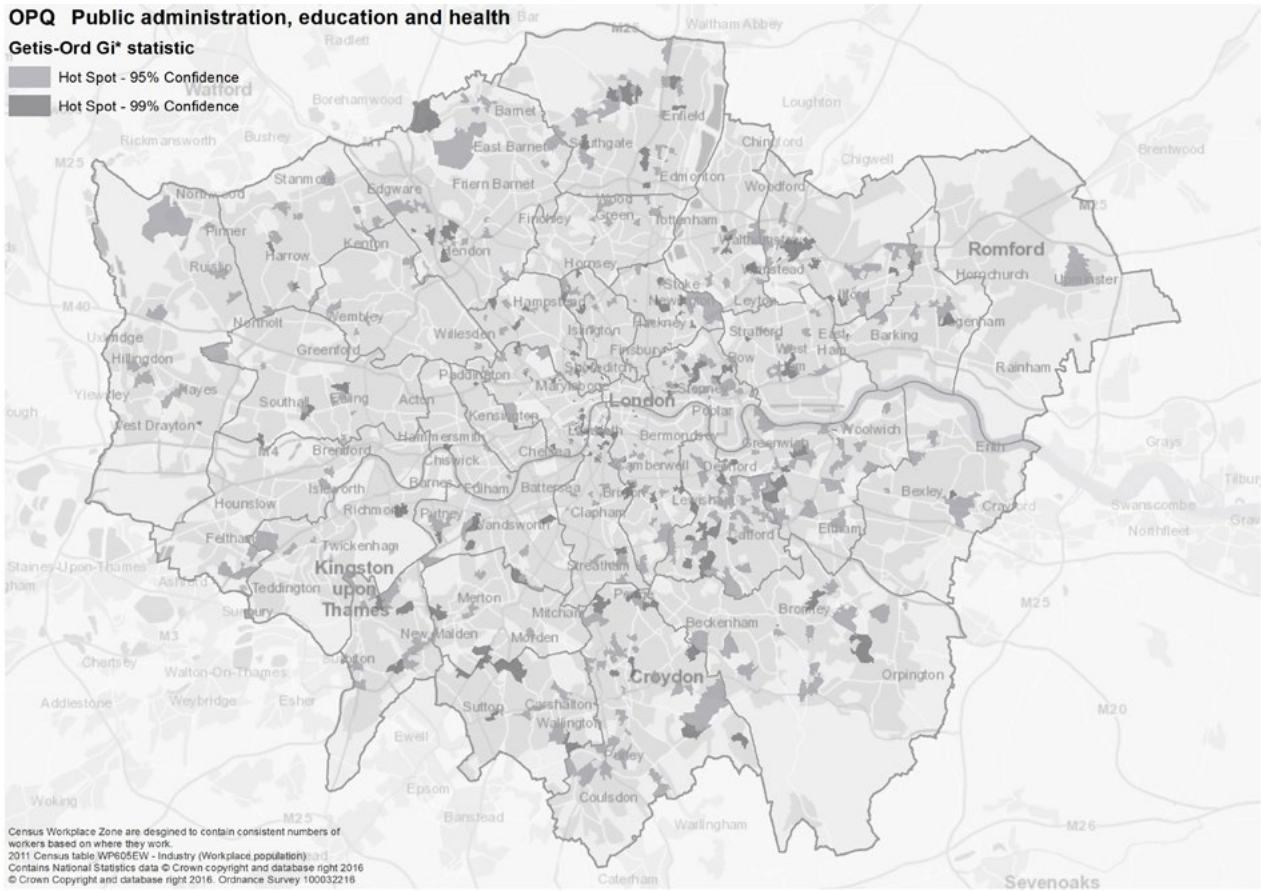 OPQ Public administration, education and health
Getis-Ord Gi* statistic
Hot Spot - 95% Confidence
Hot Spot - 99% Confidence
M25
Waltham Abbey
Radlett
Watford
Borehamwood
Barnet
Enfield
Loughton
Rickmansworth
Bushey
M1
East Barnet
Southgate
Chingford
Chigwell
Brentwood
M25
Stanmore
Edgware
Friern Barnet
Edmonton
Woodford
Northwood
M25
Pinner
Finchley
Wood
Green
Tottenham
Walthamstow
Romford
Kenton
Hendon
Ruislip
Harrow
Hornsey
Wanstead
Hornchurch
Upminster
Stoke
Newington
M40
Hampstead
Leyton
Ilford
Northolt
Wembley
Willesden
Islington
Hackney
Stratford
East
Ham
Barking
Dagenham
Uxbridge
Hillingdon
Greenford
Finsbury
Bow
West
Ham
Rainham
Paddington
Shoreditch
Marylebone
Stepney
Yiewsley
Hayes
Southall
Ealing
Acton
London
Kensington
Poplar
West Drayton
Hammersmith
Lambeth
Bermondsey
Woolwich
Greenwich
M4
Brentford
Chiswick
Chelsea
Erith
Grays
Camberwell
Deptford
Tilbury
Isleworth
Barnes
Fulham
Battersea
Brixton
Lewisham
Bexley
Crayford
Swanscombe
Hounslow
Richmond
Putney
Wandsworth
Clapham
Northfleet
Feltham
Twickenham
Catford
Eltham
Staines-Upon-Thames
Kingston
upon
Thames
Streatham
Ashford
Teddington
Sunbury
Merton
Mitcham
Penge
Bromley
M25
Beckenham
M3
New Malden
Morden
Chertsey
Walton-On-Thames
Surbiton
Croydon
Orpington
Addlestone
Weybridge
Esher
Sutton
Carshalton
Wallington
M20
Ewell
Purley
Epsom
Coulsdon
Woking
M25
Banstead
Warlingham
M26
Caterham
Sevenoaks
Census Workplace Zone are desgined to contain consistent numbers of
workers based on where they work.
2011 Census table WP605EW - Industry (Workplace population)
Contains National Statistics data © Crown copyright and database right 2016
© Crown Copyright and database right 2016. Ordnance Survey 100032216